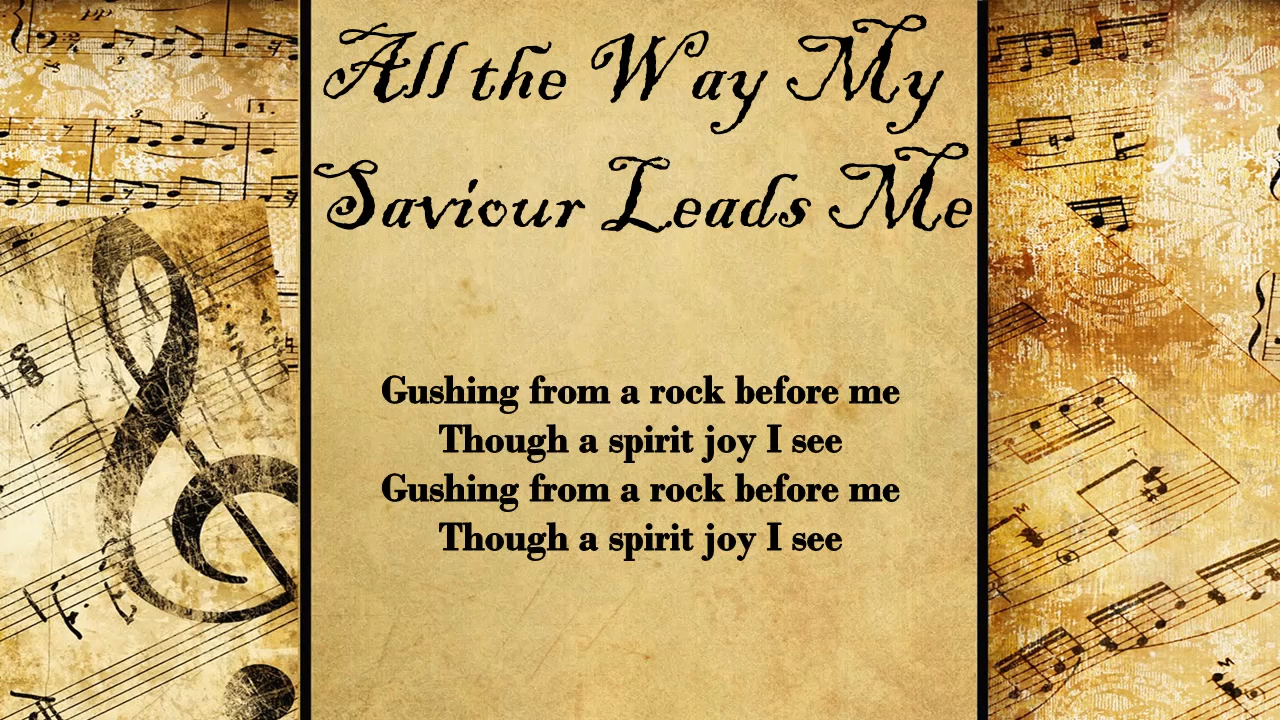 All the Way My
Saviour Leads Me
Gushing from a rock before me
Though a spirit joy I see
Gushing from a rock before me
Though a spirit joy I see